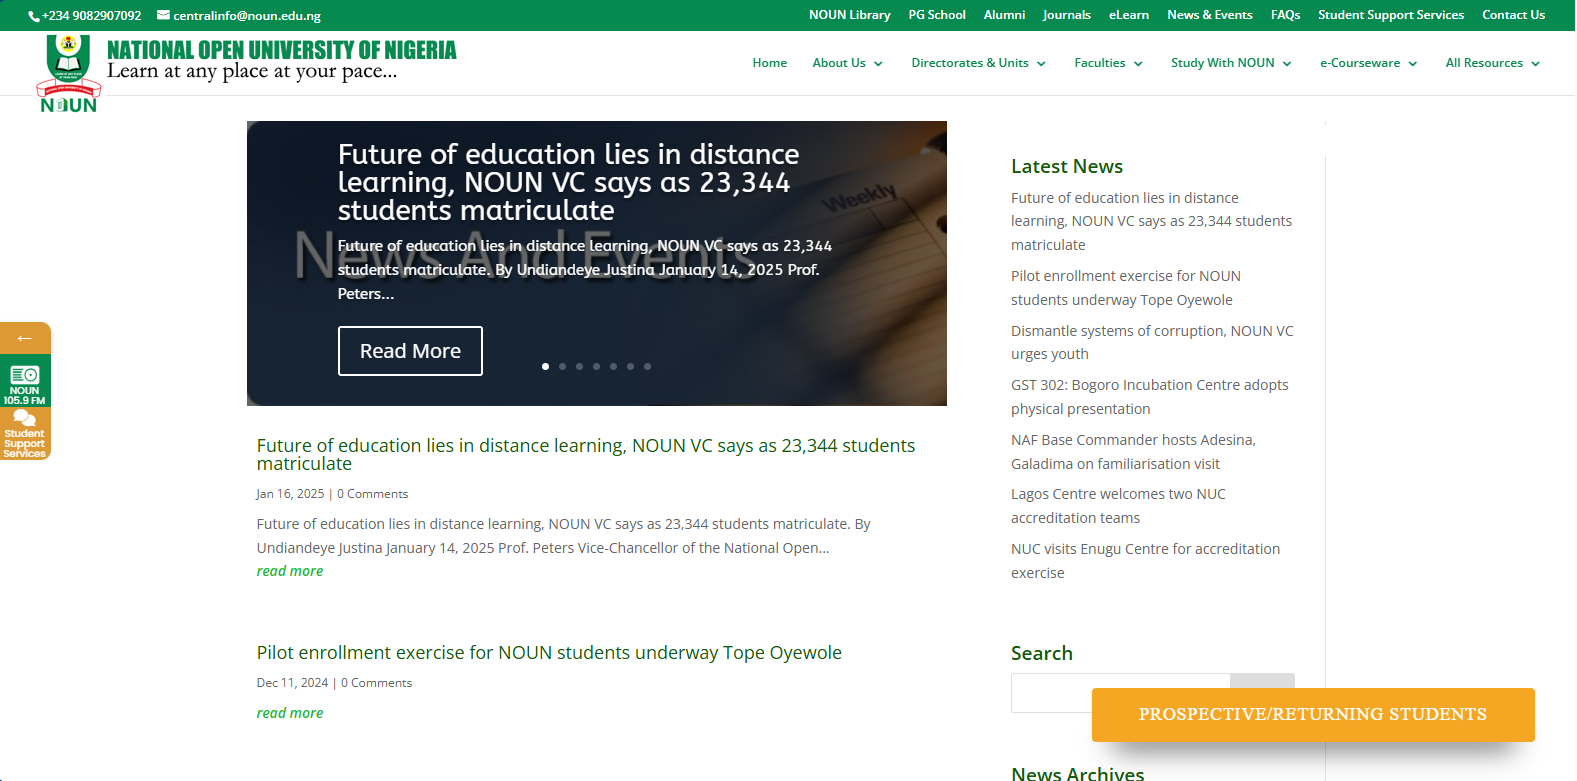 +234 9082907092 centralinfo@noun.edu.ng
NOUN Library PG School Alumni Journals eLearn News & Events FAQs Student Support Services Contact Us
NATIONAL OPEN UNIVERSITY OF NIGERIA
Learn at any place at your pace...
NOUN
Home About Us Directorates & Units Faculties Study With NOUN e-Courseware All Resources
Future of education lies in distance
learning, NOUN VC says as 23,344
students matriculate
Weekly
News And Events
Future of education lies in distance learning, NOUN VC says as 23,344
students matriculate. By Undiandeye Justina January 14, 2025 Prof.
Peters...
Read More
←
NOUN
105.9 FM
Student
Support
Services
Future of education lies in distance learning, NOUN VC says as 23,344 students
matriculate
Jan 16, 2025 | 0 Comments
Future of education lies in distance learning, NOUN VC says as 23,344 students matriculate. By
Undiandeye Justina January 14, 2025 Prof. Peters Vice-Chancellor of the National Open...
read more
Pilot enrollment exercise for NOUN students underway Tope Oyewole
Dec 11, 2024 | 0 Comments
read more
Latest News
Future of education lies in distance
learning, NOUN VC says as 23,344 students
matriculate
Pilot enrollment exercise for NOUN
students underway Tope Oyewole
Dismantle systems of corruption, NOUN VC
urges youth
GST 302: Bogoro Incubation Centre adopts
physical presentation
NAF Base Commander hosts Adesina,
Galadima on familiarisation visit
Lagos Centre welcomes two NUC
accreditation teams
NUC visits Enugu Centre for accreditation
exercise
Search
PROSPECTIVE/RETURNING STUDENTS
News Archives